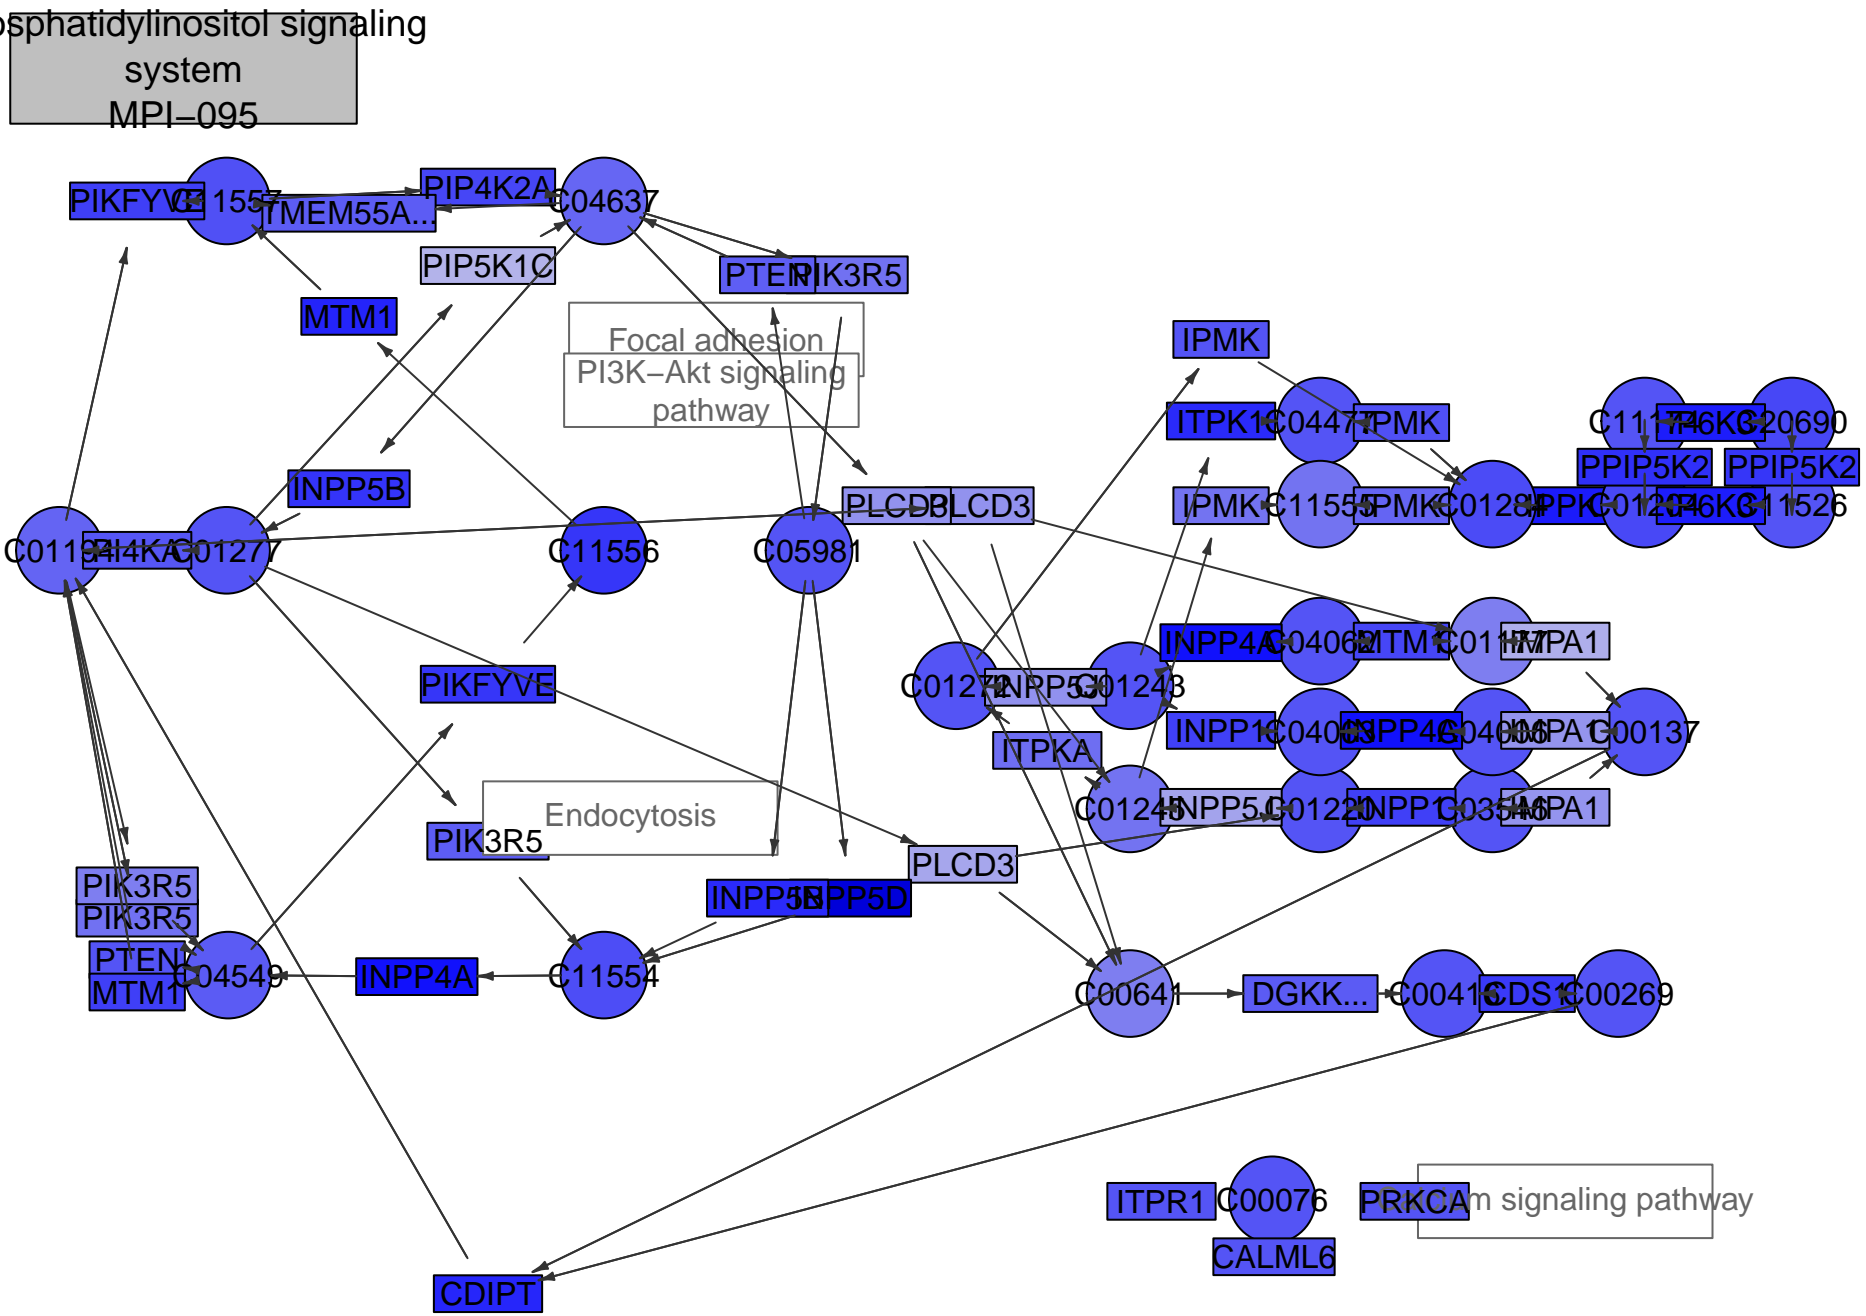 osphatidylinositol signaling
system
MPI−095
PIKFYVE
C11557
TMEM55A...
PIP4K2A
C04637
PIP5K1C
PTEN
PIK3R5
MTM1
Focal adhesion
PI3K−Akt signaling
pathway
IPMK
ITPK1
C04477
IPMK
C11174
IP6K3
C20690
PPIP5K2
PPIP5K2
INPP5B
PLCD3
PLCD3
IPMK
C11555
IPMK
C01284
IPPK
C01204
IP6K3
C11526
C01194
PI4KA
C01277
C11556
C05981
INPP4A
C04062
MTM1
C01177
IMPA1
PIKFYVE
C01272
INPP5J
C01243
INPP1
C04063
INPP4A
C04006
IMPA1
C00137
ITPKA
C01245
INPP5J
C01220
INPP1
C03546
IMPA1
Endocytosis
PIK3R5
PLCD3
PIK3R5
PIK3R5
INPP5B
INPP5D
PTEN
MTM1
C04549
INPP4A
C11554
C00641
DGKK...
C00416
CDS1
C00269
ITPR1
C00076
PRKCA
m signaling pathway
CALML6
CDIPT